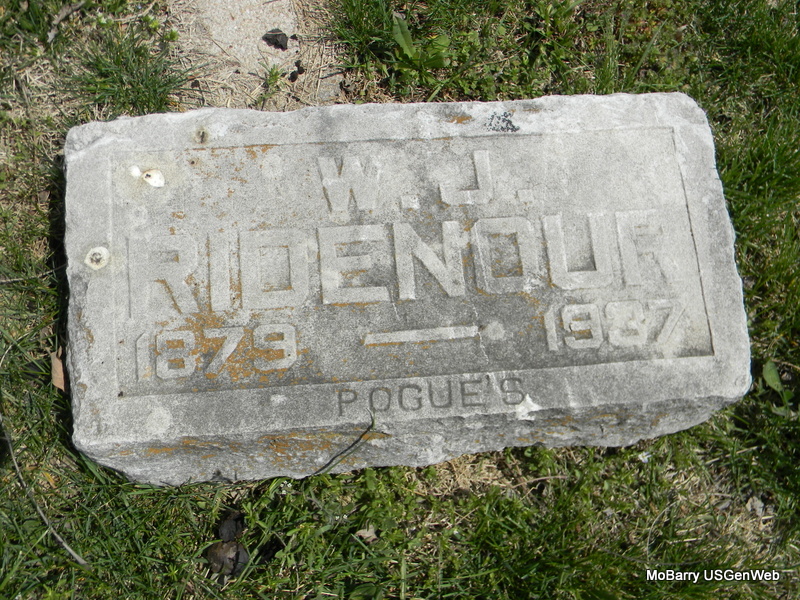 W. J.
RIDENOUR
1879 — 1937
POGUE'S
MoBarry USGenWeb